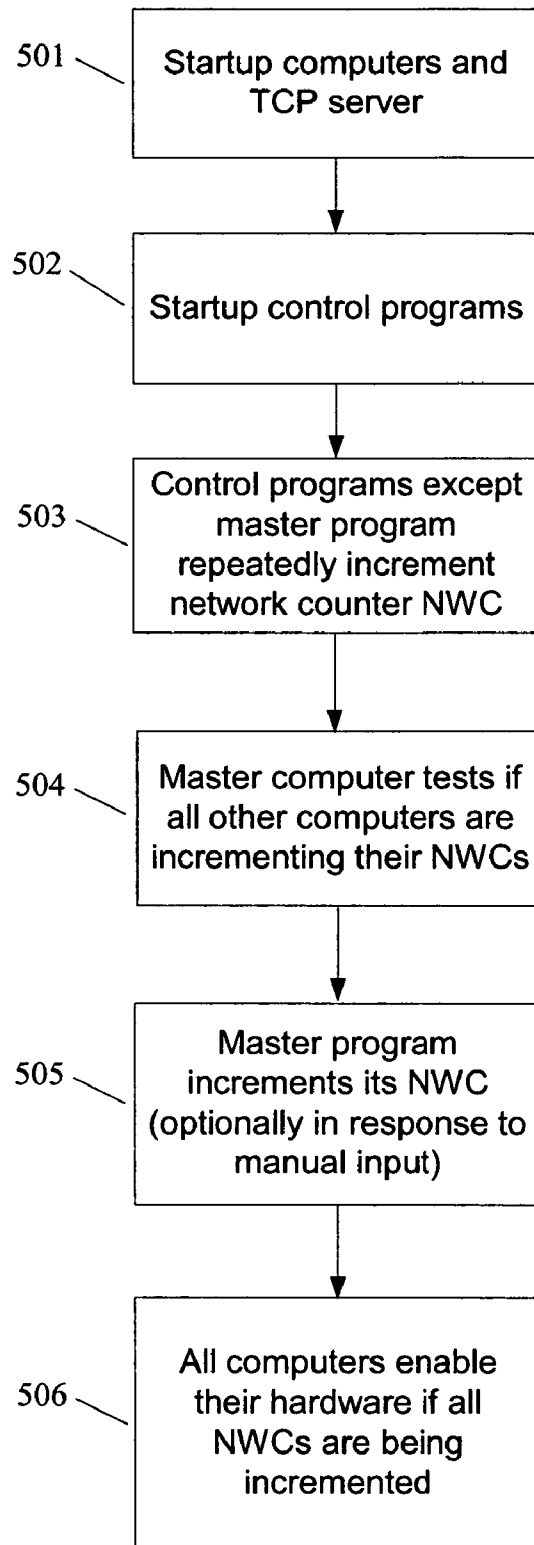 501
Startup computers and
TCP server
502
Startup control programs
503
Control programs except
master program
repeatedly increment
network counter NWC
504
Master computer tests if
all other computers are
incrementing their NWCs
505
Master program
increments its NWC
(optionally in response to
manual input)
506
All computers enable
their hardware if all
NWCs are being
incremented